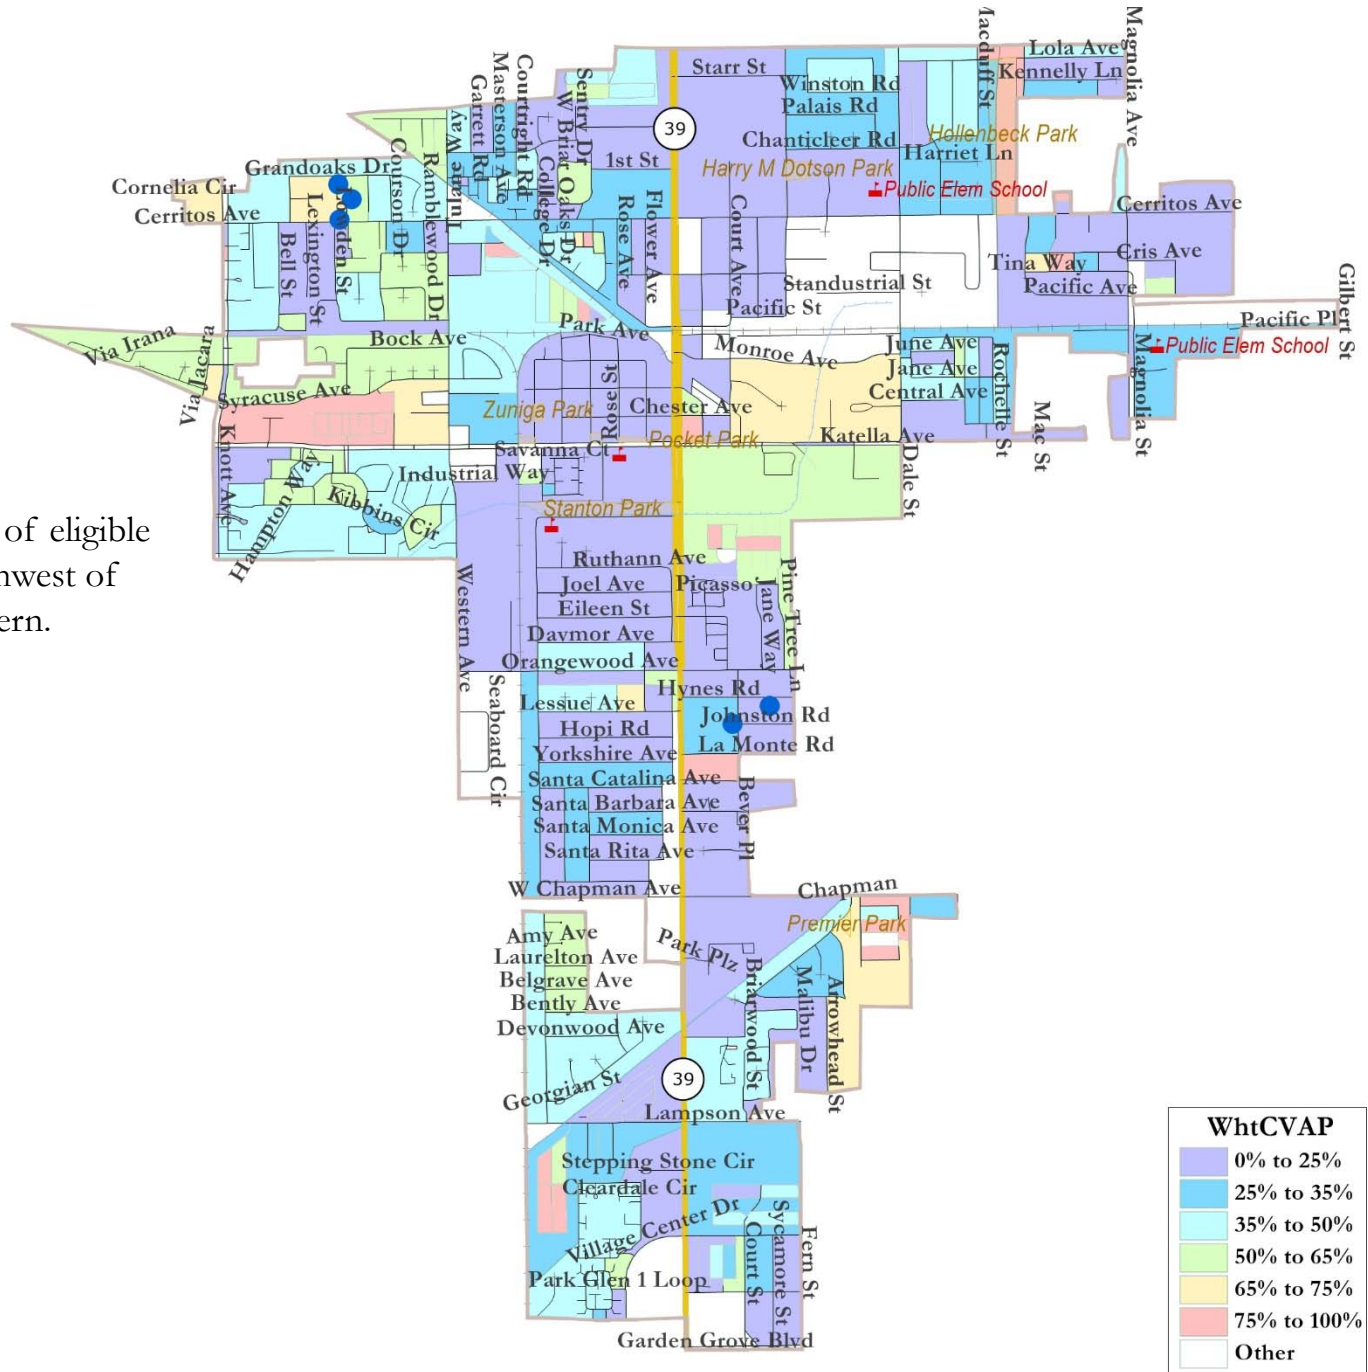 Starr St
Winston Rd
Palais Rd
Chanticleer Rd
Harry M Dotson Park
Public Elem School
Macduff St
Lola Ave
Kennelly Ln
Magnolia Ave
Hollenbeck Park
Harriet Ln
39
Sentry Dr
W Briar Oaks Dr
Courtright Rd
College Dr
Masterson Ave
Garrett Rd
Inlane Way
1st St
Flower Ave
Rose Ave
Court Ave
Grandoaks Dr
Cornelia Cir
Cerritos Ave
Lowden St
Lexington St
Bell St
Courson Dr
Ramblewood Dr
Cerritos Ave
Cris Ave
Tina Way
Pacific Ave
Standustrial St
Pacific St
Gilbert St
Pacific Pl
Public Elem School
Magnolia St
Via Irana
Via Jacara
Bock Ave
Park Ave
Monroe Ave
June Ave
Jane Ave
Central Ave
Rochelle St
Mac St
Syracuse Ave
Zuniga Park
Rose St
Chester Ave
Pocket Park
Katella Ave
Dale St
Knott Ave
Hampton Way
Kibbins Cir
Industrial Way
Savanna Ct
Stanton Park
of eligible
nwest of
ern.
Western Ave
Ruthann Ave
Joel Ave
Picasso
Eileen St
Jane Way
Pine Tree Ln
Daymor Ave
Orangewood Ave
Seaboard Cir
Hynes Rd
Lessue Ave
Johnston Rd
Hopi Rd
La Monte Rd
Yorkshire Ave
Santa Catalina Ave
Bever Pl
Santa Barbara Ave
Santa Monica Ave
Santa Rita Ave
W Chapman Ave
Chapman
Premier Park
Amy Ave
Park Plz
Laurelton Ave
Belgrave Ave
Bently Ave
Devonwood Ave
Briarwood St
Malibu Dr
Arrowhead St
Georgian St
39
Lampson Ave
Stepping Stone Cir
Cleardale Cir
Village Center Dr
Court St
Sycamore St
Fern St
Park Glen 1 Loop
Garden Grove Blvd
WhtCVAP
0% to 25%
25% to 35%
35% to 50%
50% to 65%
65% to 75%
75% to 100%
Other